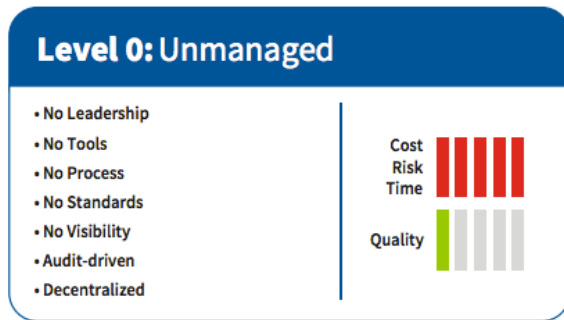 Level 0: Unmanaged
• No Leadership
• No Tools
• No Process
• No Standards
• No Visibility
• Audit-driven
• Decentralized
Cost
Risk
Time
Quality